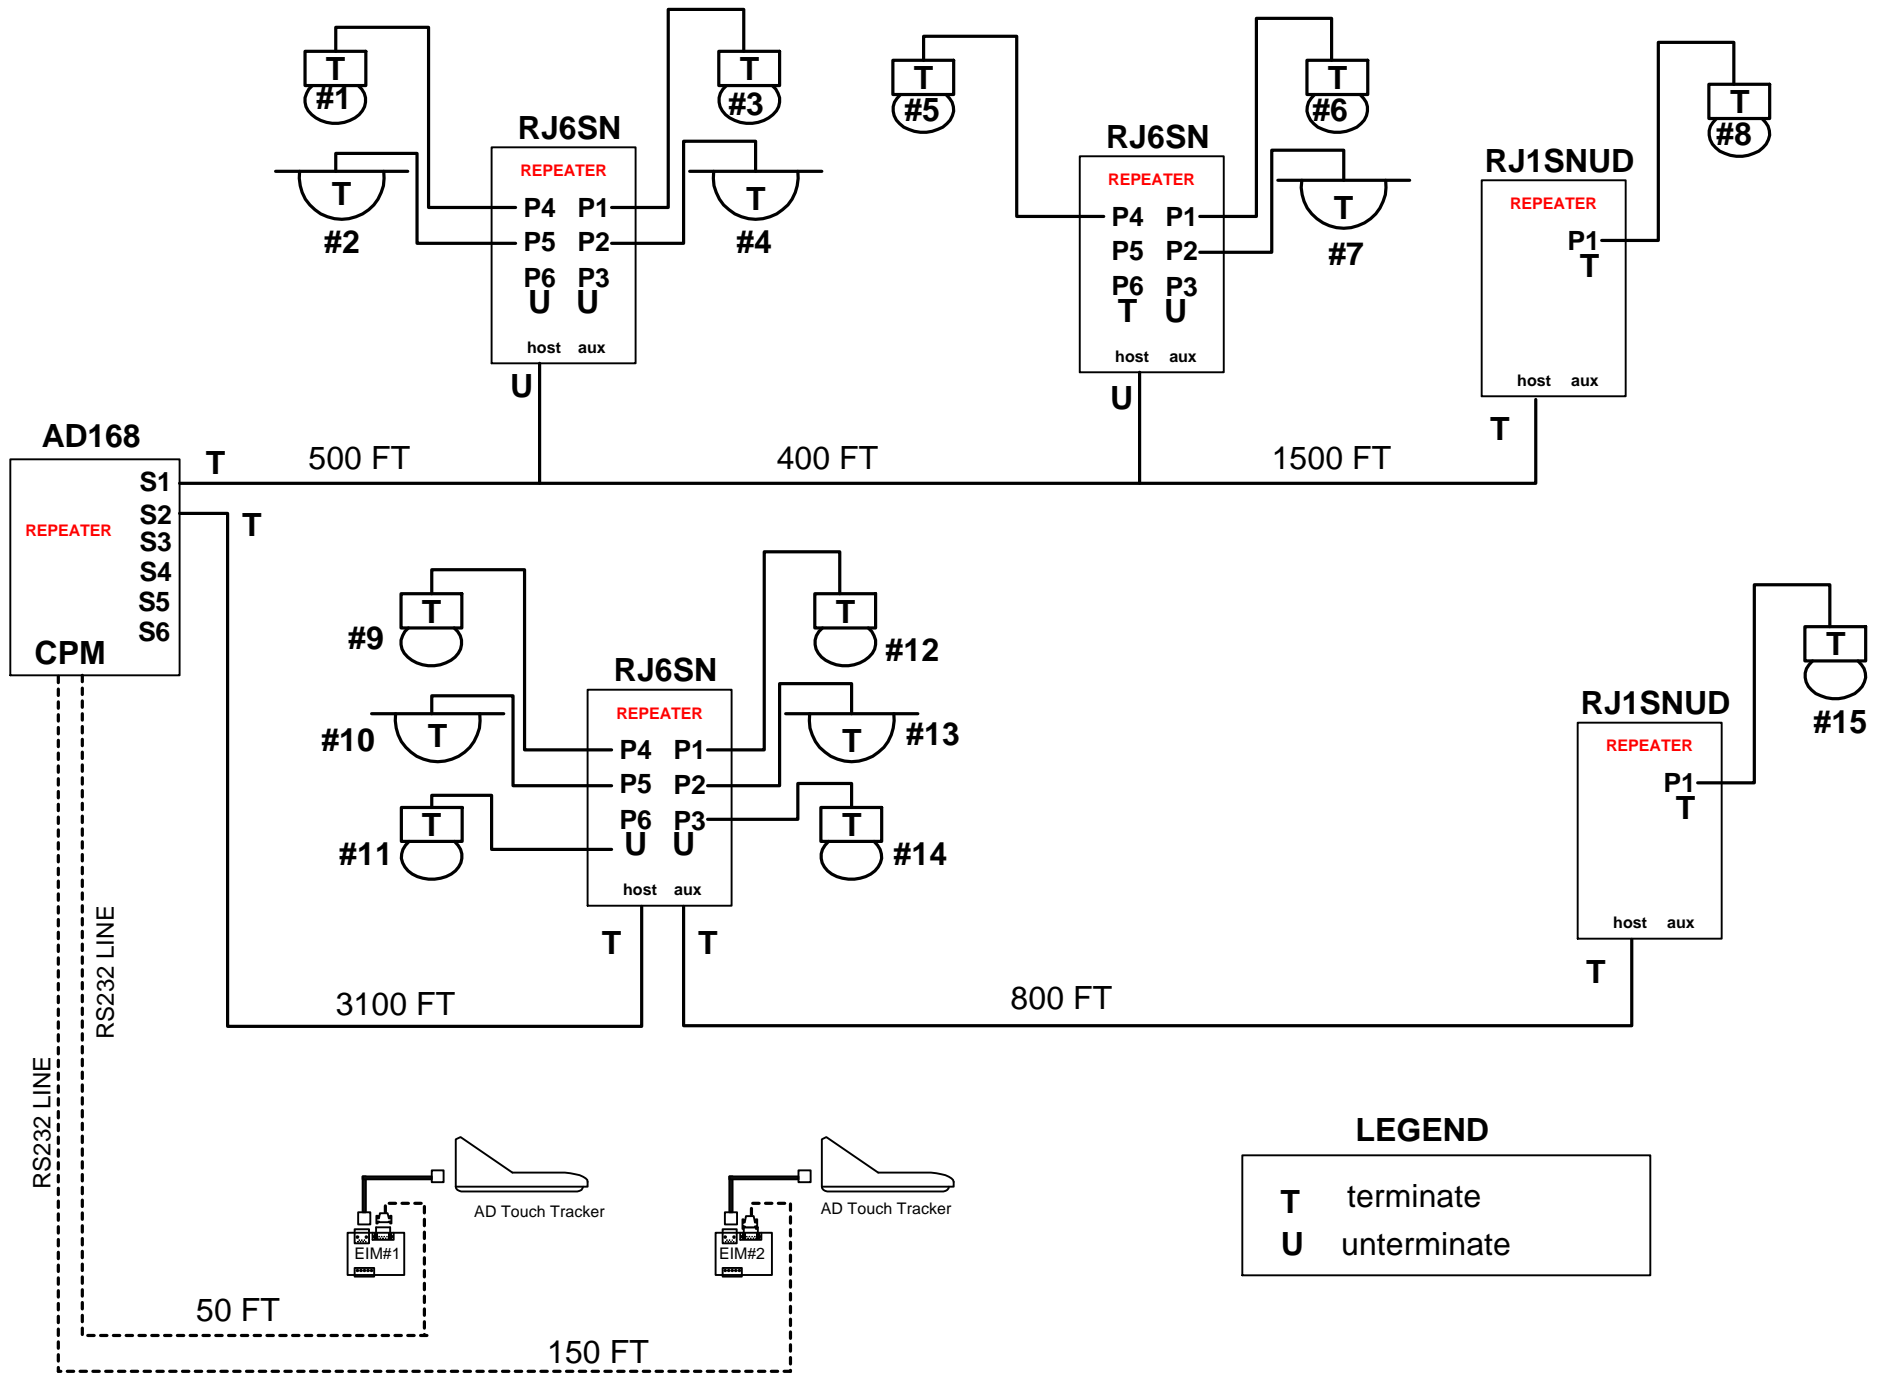 T
#1
T
#3
T
#2
T
#4
RJ6SN
REPEATER
P4 P1
P5 P2
P6 P3
U U
host aux
U
T
#5
T
#6
T
#7
RJ6SN
REPEATER
P4 P1
P5 P2
P6 P3
T U
host aux
U
T
#8
RJ1SNUD
REPEATER
P1
T
host aux
T
AD168
T
500 FT
400 FT
1500 FT
S1
S2
S3
S4
S5
S6
REPEATER
CPM
T
T
#9
T
#10
T
#11
T
#12
T
#13
T
#14
RJ6SN
REPEATER
P4 P1
P5 P2
P6 P3
U U
host aux
T T
3100 FT
800 FT
T
#15
RJ1SNUD
REPEATER
P1
T
host aux
T
RS232 LINE
RS232 LINE
AD Touch Tracker
EIM#1
50 FT
AD Touch Tracker
EIM#2
150 FT
LEGEND
T terminate
U unterminate